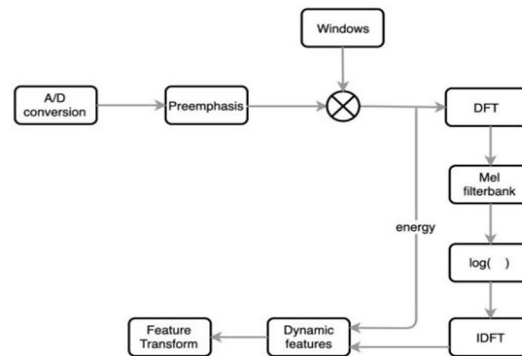 Windows
A/D
conversion
Preemphasis
DFT
Mel
filterbank
energy
log( )
Feature
Transform
Dynamic
features
IDFT